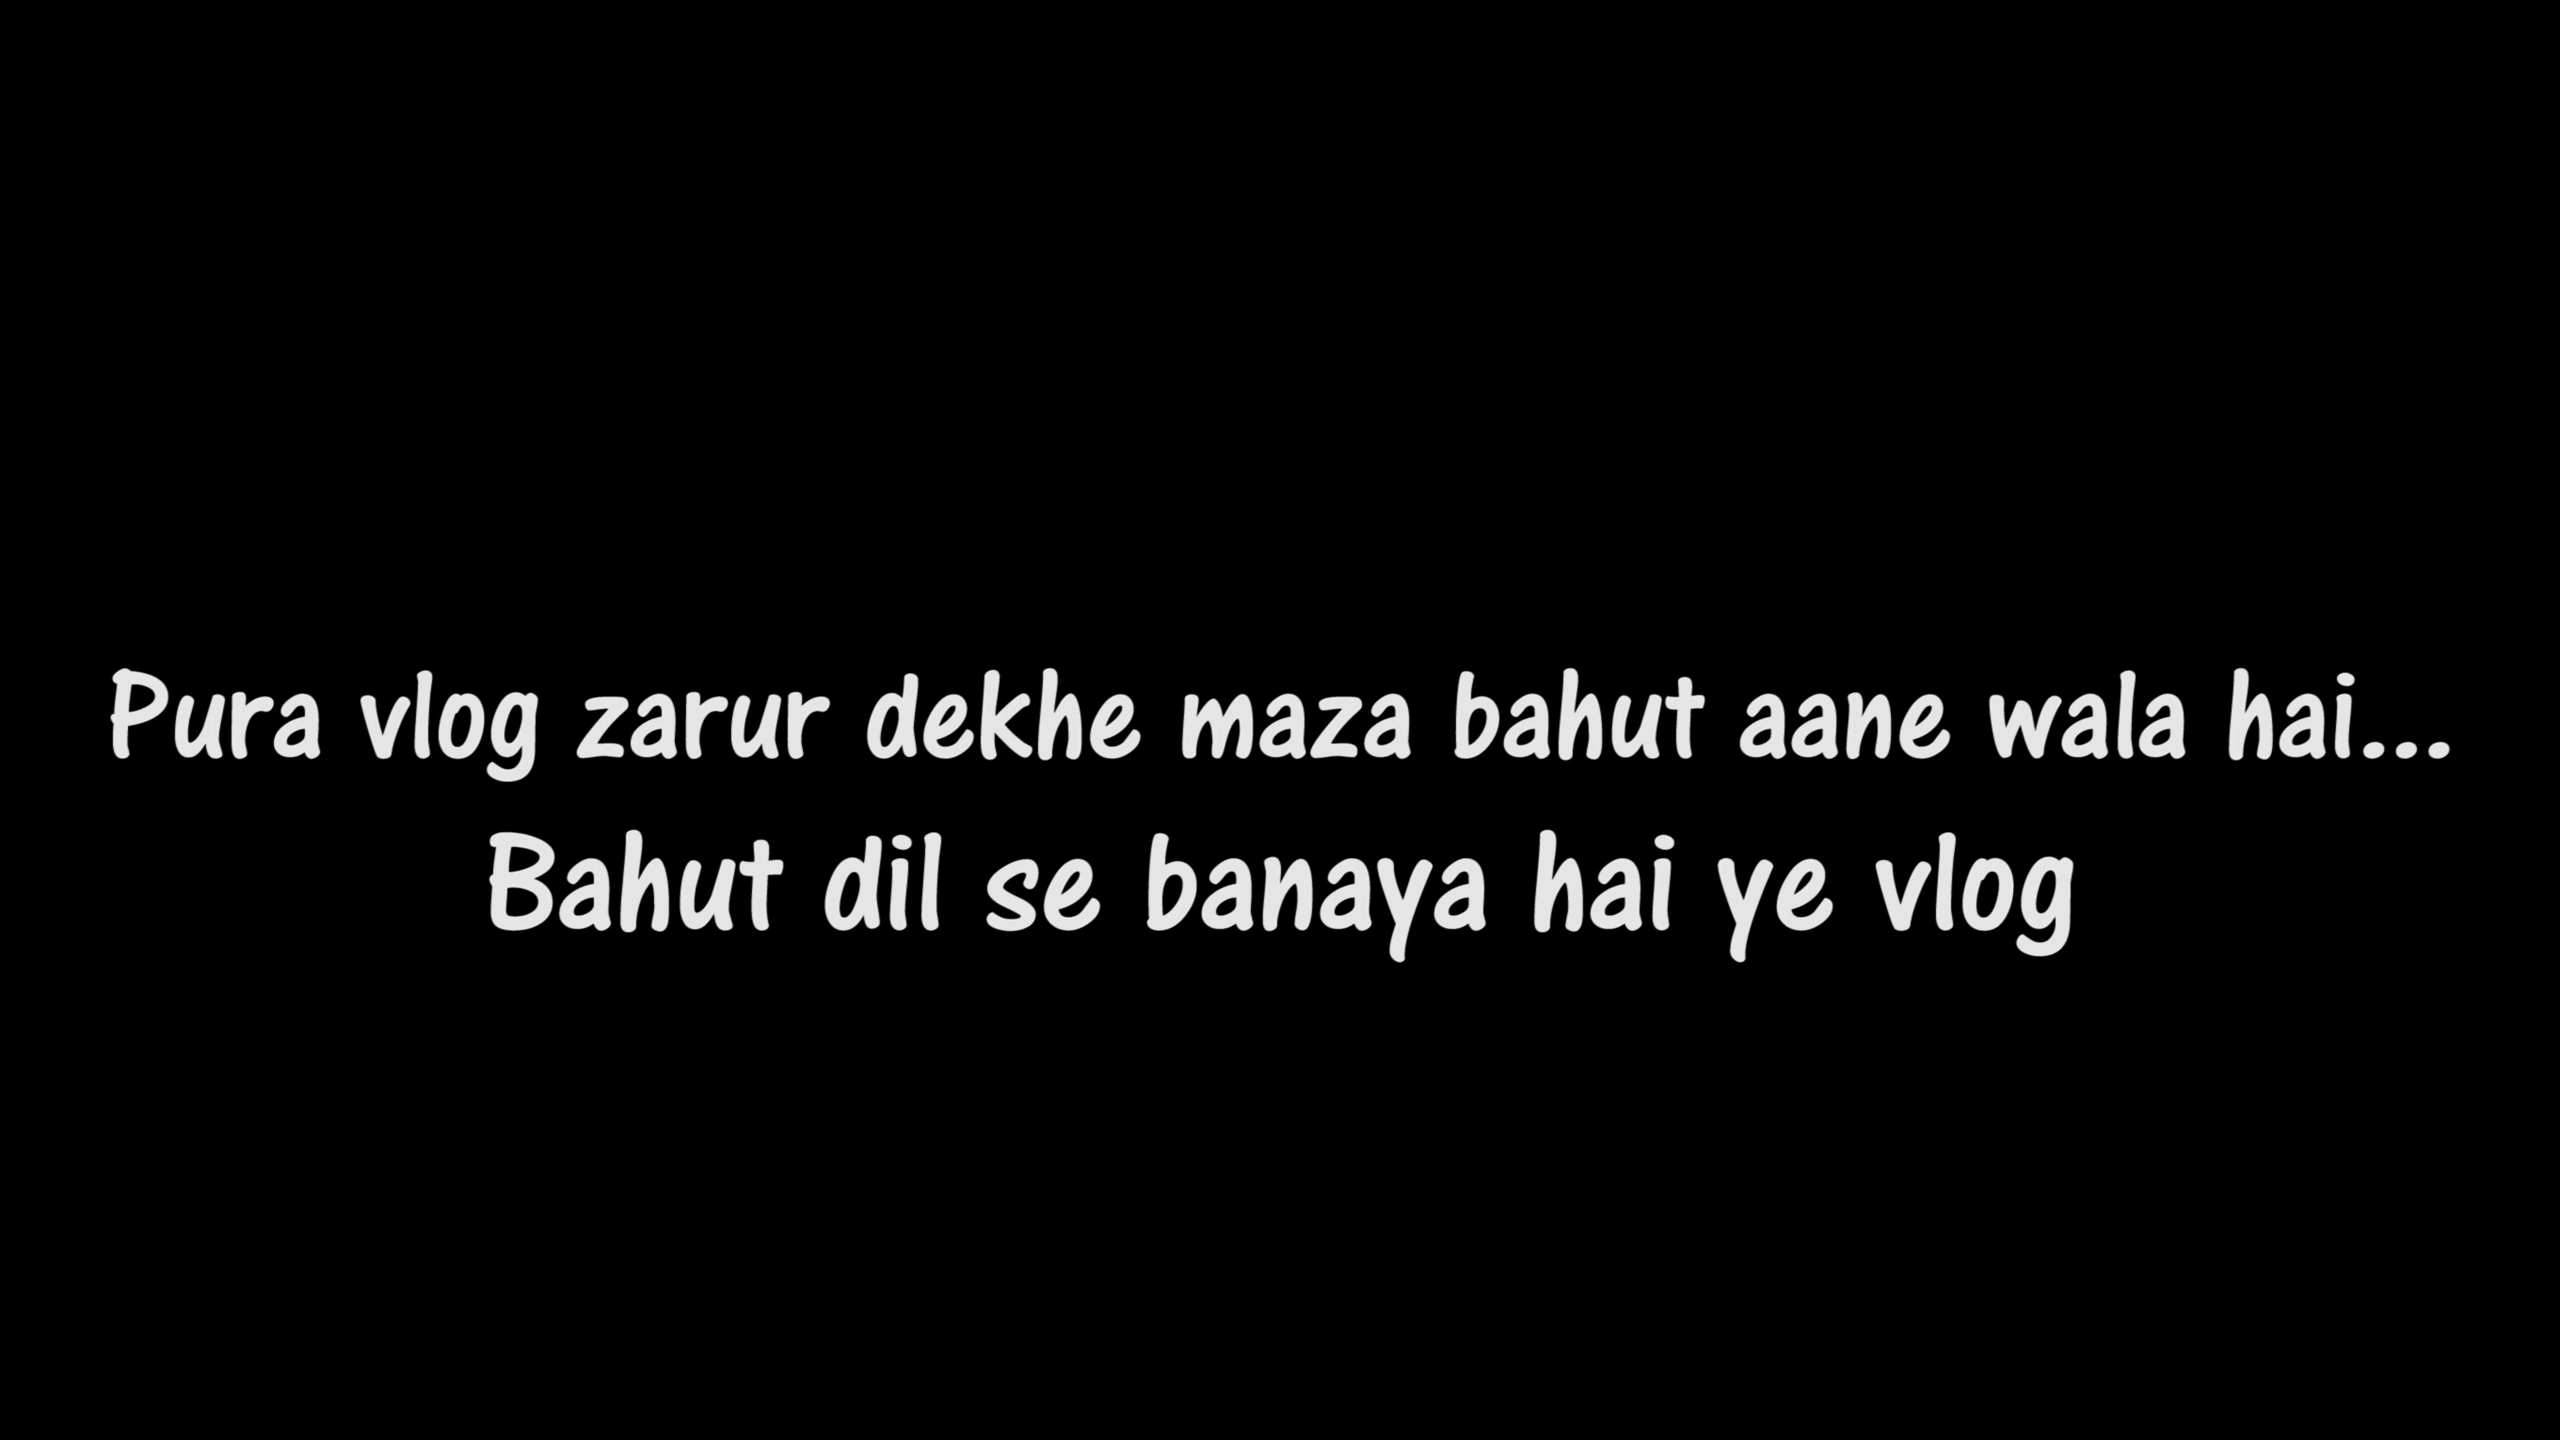 Pura vlog zarur dekhe maza bahut aane wala hai...
Bahut dil se banaya hai ye vlog